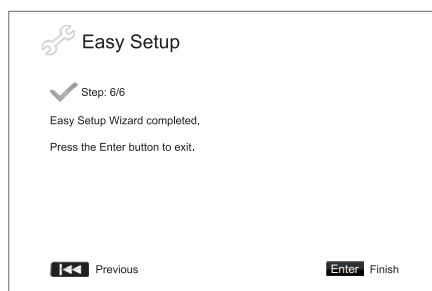 Easy Setup
Step: 6/6
Easy Setup Wizard completed,
Press the Enter button to exit.
Previous
Enter Finish